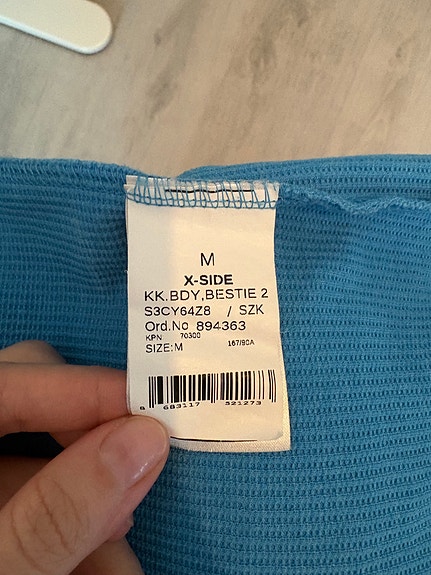 M
X-SIDE
KK.BDY,BESTIE 2
S3CY64Z8 / SZK
Ord.No 894363
KPN 70300
SIZE:M 167/90A
8 683117 521273